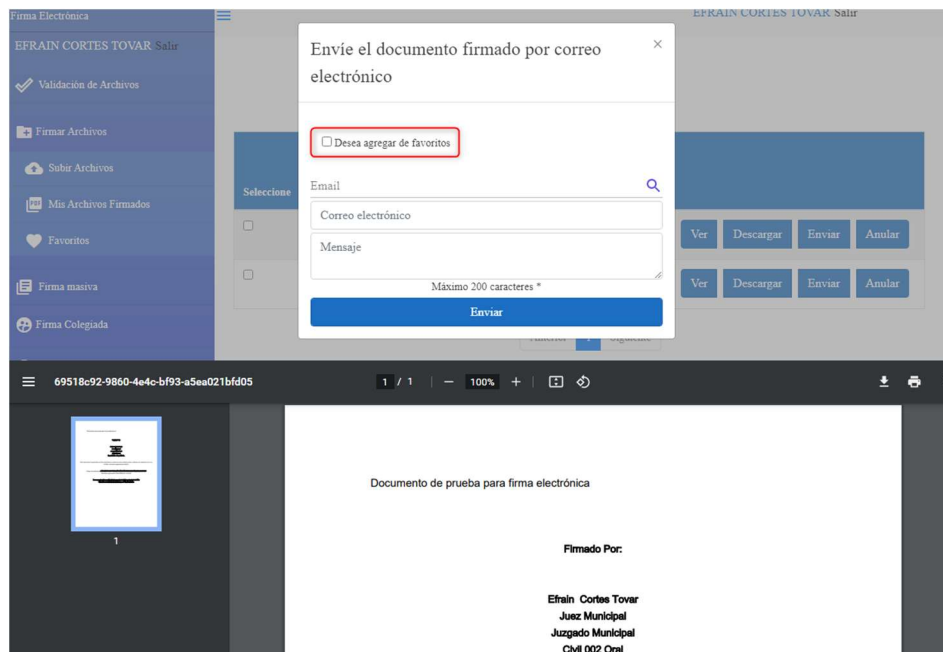 Firma Electrónica
EFRAIN CORTES TOVAR Salir
EFRAIN CORTES TOVAR Salir
Validación de Archivos
Firmar Archivos
Subir Archivos
Mis Archivos Firmados
Favoritos
Firma masiva
Firma Colegiada
Envíe el documento firmado por correo
electrónico
×
Desea agregar de favoritos
Email
Correo electrónico
Mensaje
Máximo 200 caracteres *
Enviar
Seleccione
Ver Descargar Enviar Anular
Ver Descargar Enviar Anular
Anterior 1 Siguiente
69518c92-9860-4e4c-bf93-a5ea021bfd05
1 / 1
100%
1
Documento de prueba para firma electrónica
Firmado Por:
Efrain Cortes Tovar
Juez Municipal
Juzgado Municipal
Civil 002 Oral